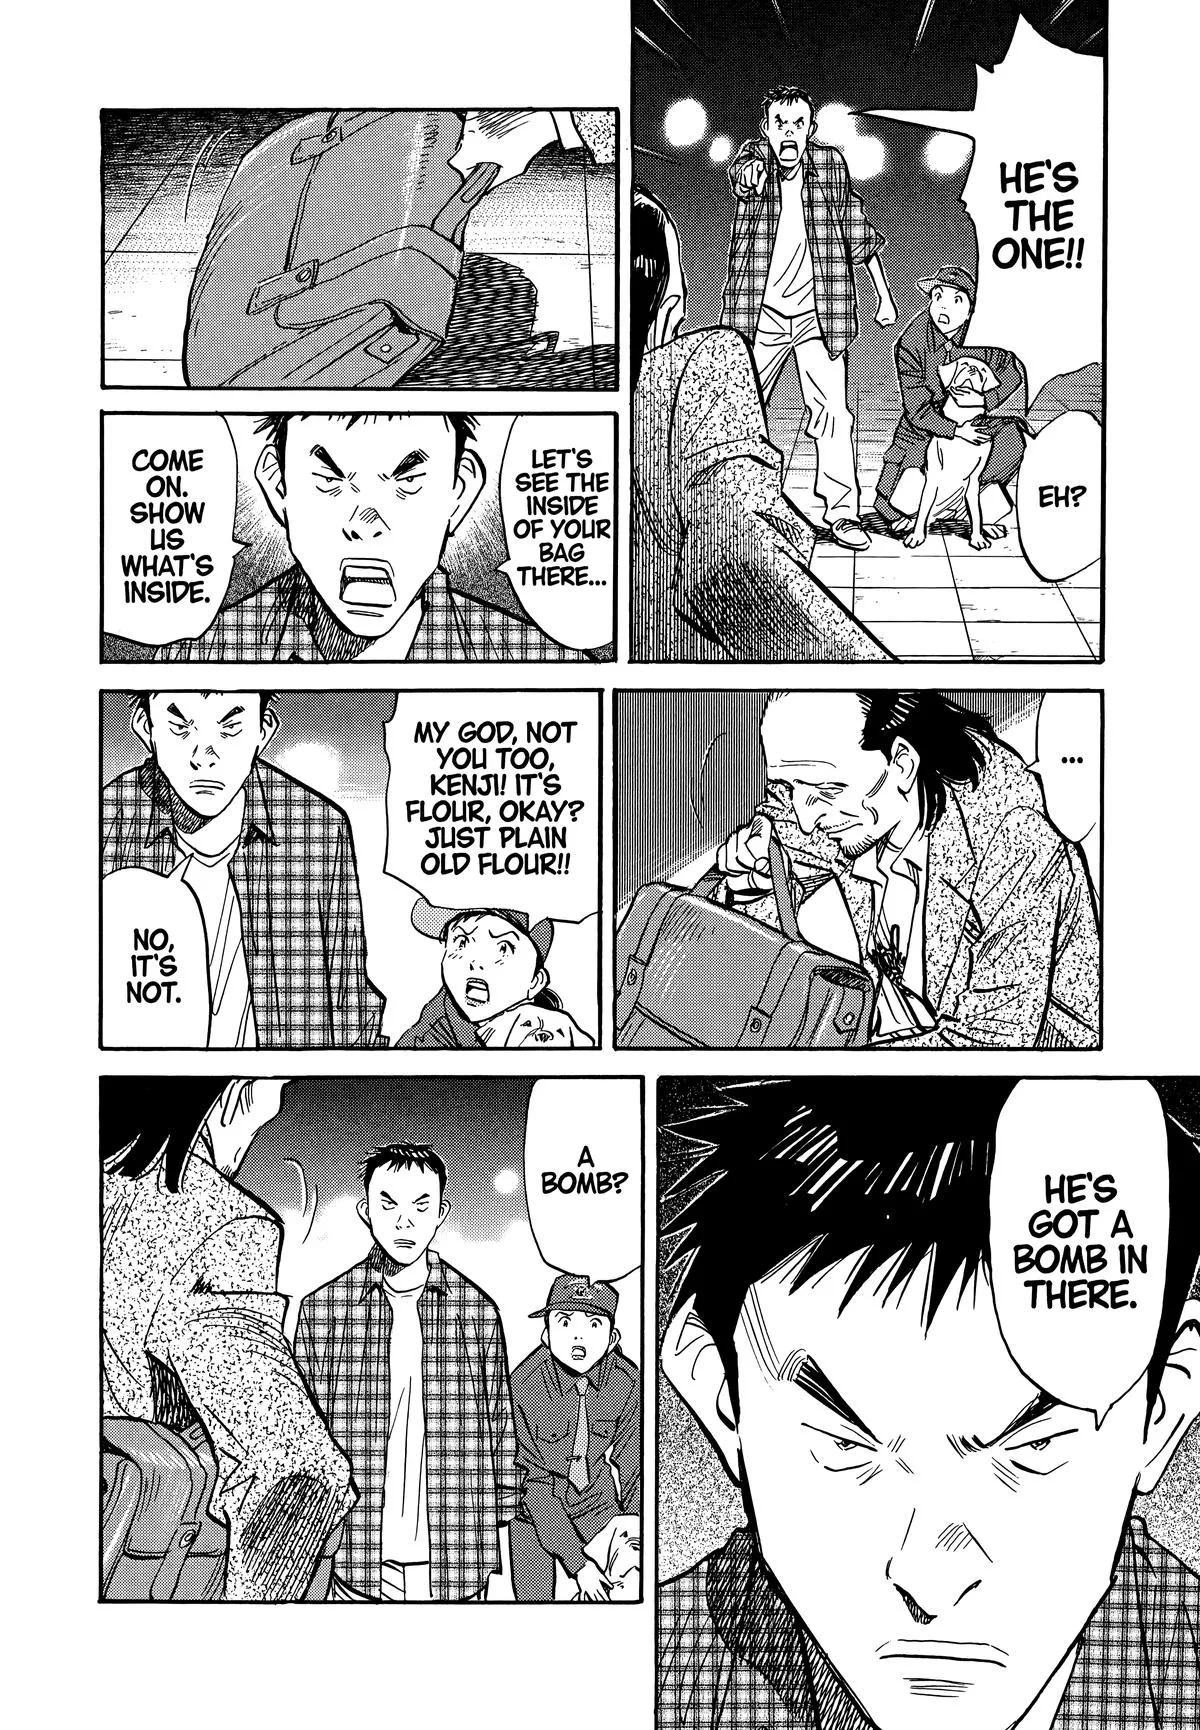 HE'S
THE
ONE!!
EH?
LET'S
SEE THE
INSIDE
OF YOUR
BAG
THERE...
COME
ON.
SHOW
US
WHAT'S
INSIDE.
...
MY GOD, NOT
YOU TOO,
KENJI! IT'S
FLOUR, OKAY?
JUST PLAIN
OLD FLOUR!!
NO,
IT'S
NOT.
HE'S
GOT A
BOMB IN
THERE.
A
BOMB?